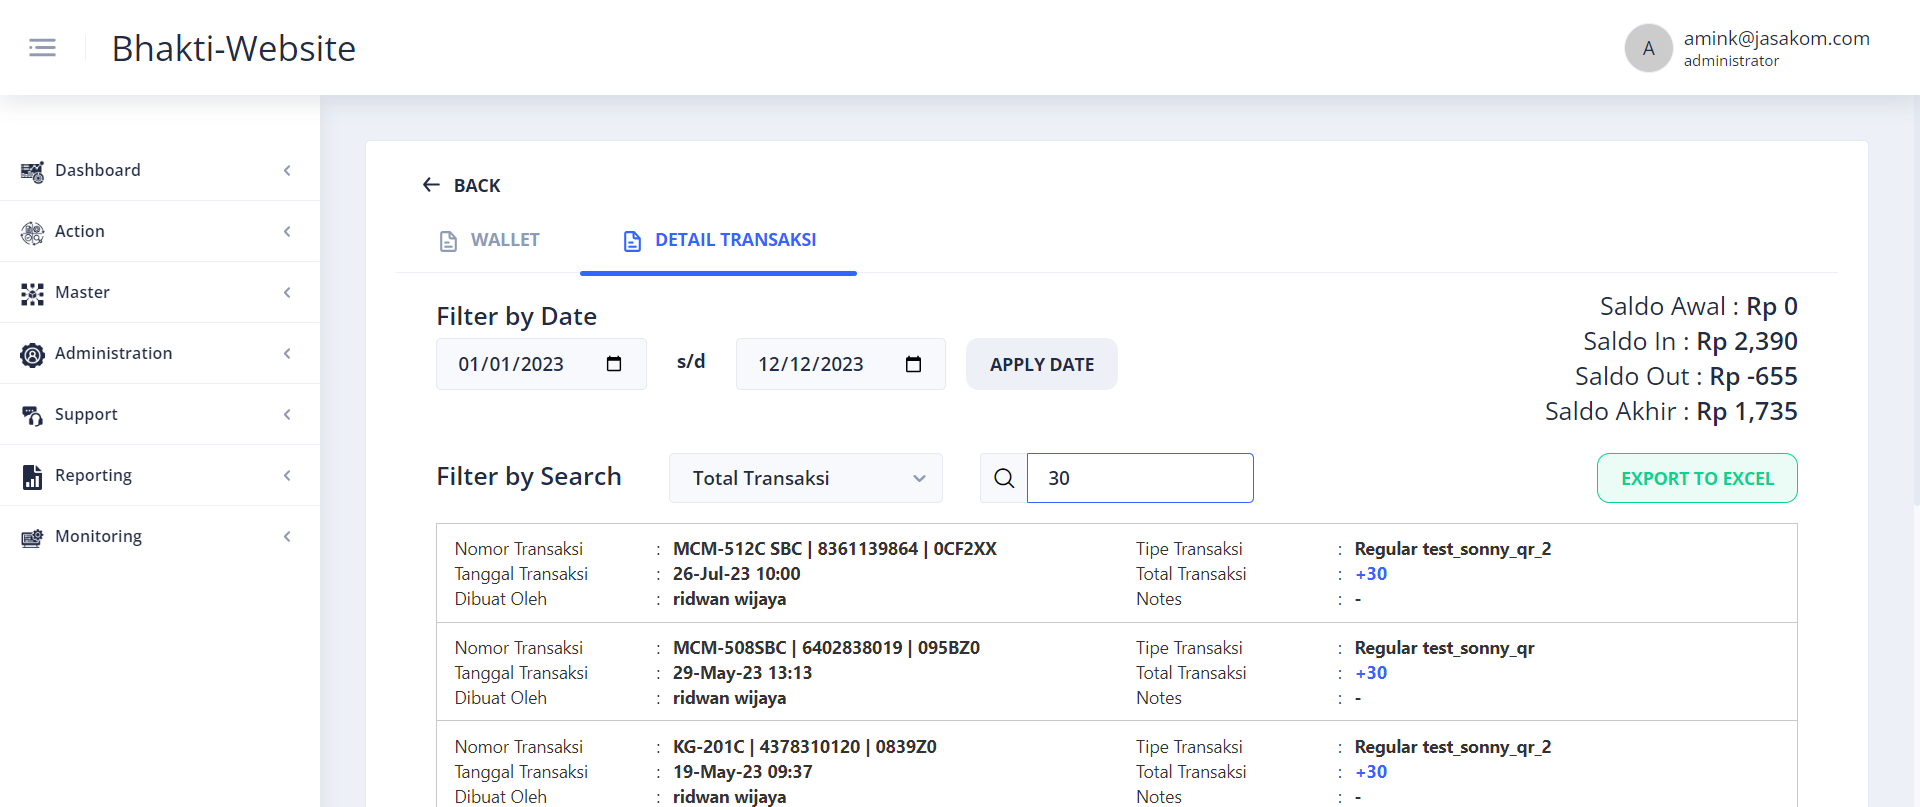 Bhakti-Website
A
amink@jasakom.com
administrator
Dashboard
Action
Master
Administration
Support
Reporting
Monitoring
BACK
WALLET
DETAIL TRANSAKSI
Filter by Date
01/01/2023
s/d
12/12/2023
APPLY DATE
Saldo Awal : Rp 0
Saldo In : Rp 2,390
Saldo Out : Rp -655
Saldo Akhir : Rp 1,735
Filter by Search
Total Transaksi
30
EXPORT TO EXCEL
Nomor Transaksi : MCM-512C SBC | 8361139864 | 0CF2XX
Tanggal Transaksi : 26-Jul-23 10:00
Dibuat Oleh : ridwan wijaya
Tipe Transaksi : Regular test_sonny_qr_2
Total Transaksi : +30
Notes : -
Nomor Transaksi : MCM-508SBC | 6402838019 | 095BZ0
Tanggal Transaksi : 29-May-23 13:13
Dibuat Oleh : ridwan wijaya
Tipe Transaksi : Regular test_sonny_qr
Total Transaksi : +30
Notes : -
Nomor Transaksi : KG-201C | 4378310120 | 0839Z0
Tanggal Transaksi : 19-May-23 09:37
Dibuat Oleh : ridwan wijaya
Tipe Transaksi : Regular test_sonny_qr_2
Total Transaksi : +30
Notes : -